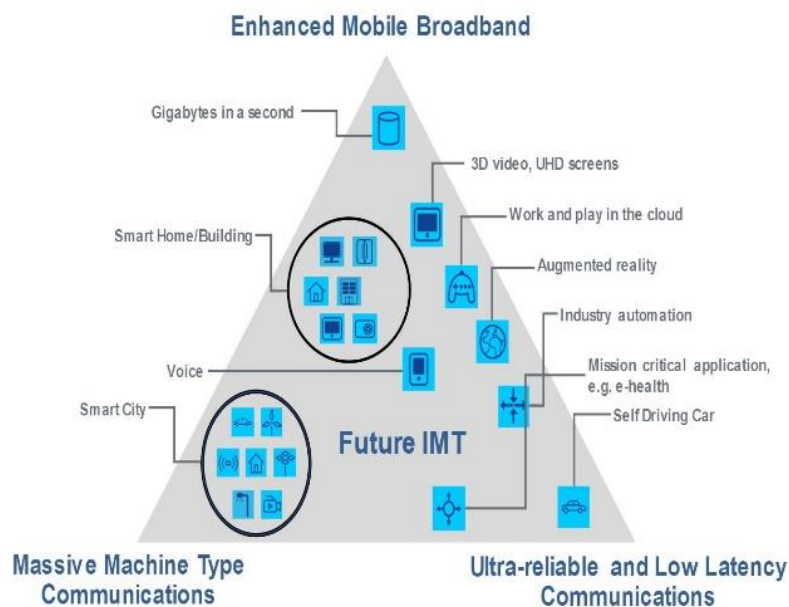 Enhanced Mobile Broadband
Gigabytes in a second
3D video, UHD screens
Work and play in the cloud
Smart Home/Building
Augmented reality
Industry automation
Mission critical application,
e.g. e-health
Voice
Smart City
Self Driving Car
Future IMT
Massive Machine Type
Communications
Ultra-reliable and Low Latency
Communications